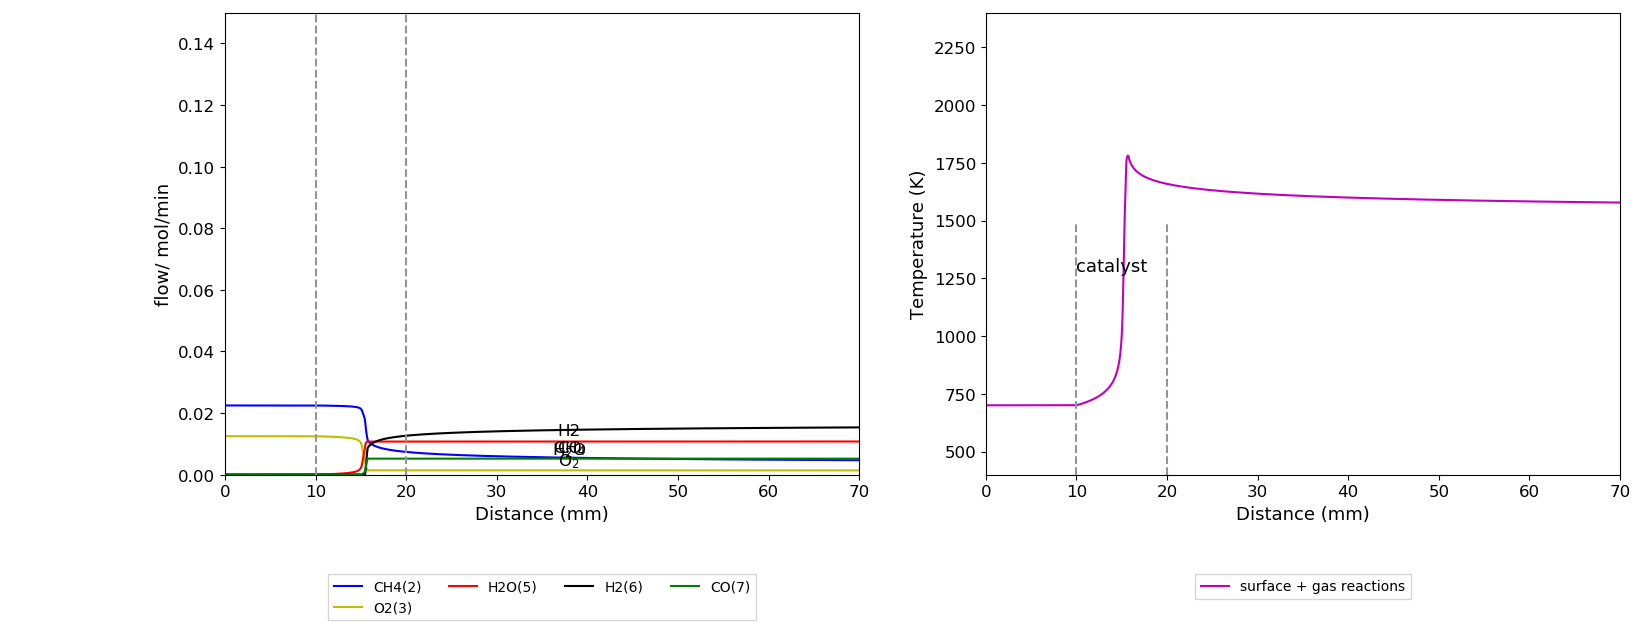 flow/ mol/min
0.14
0.12
0.10
0.08
0.06
0.04
0.02
0.00
0 10 20 30 40 50 60 70
Distance (mm)
H2
O2
CH4(2) H2O(5) H2(6) CO(7)
O2(3)
Temperature (K)
2250
2000
1750
1500
1250
1000
750
500
catalyst
0 10 20 30 40 50 60 70
Distance (mm)
surface + gas reactions